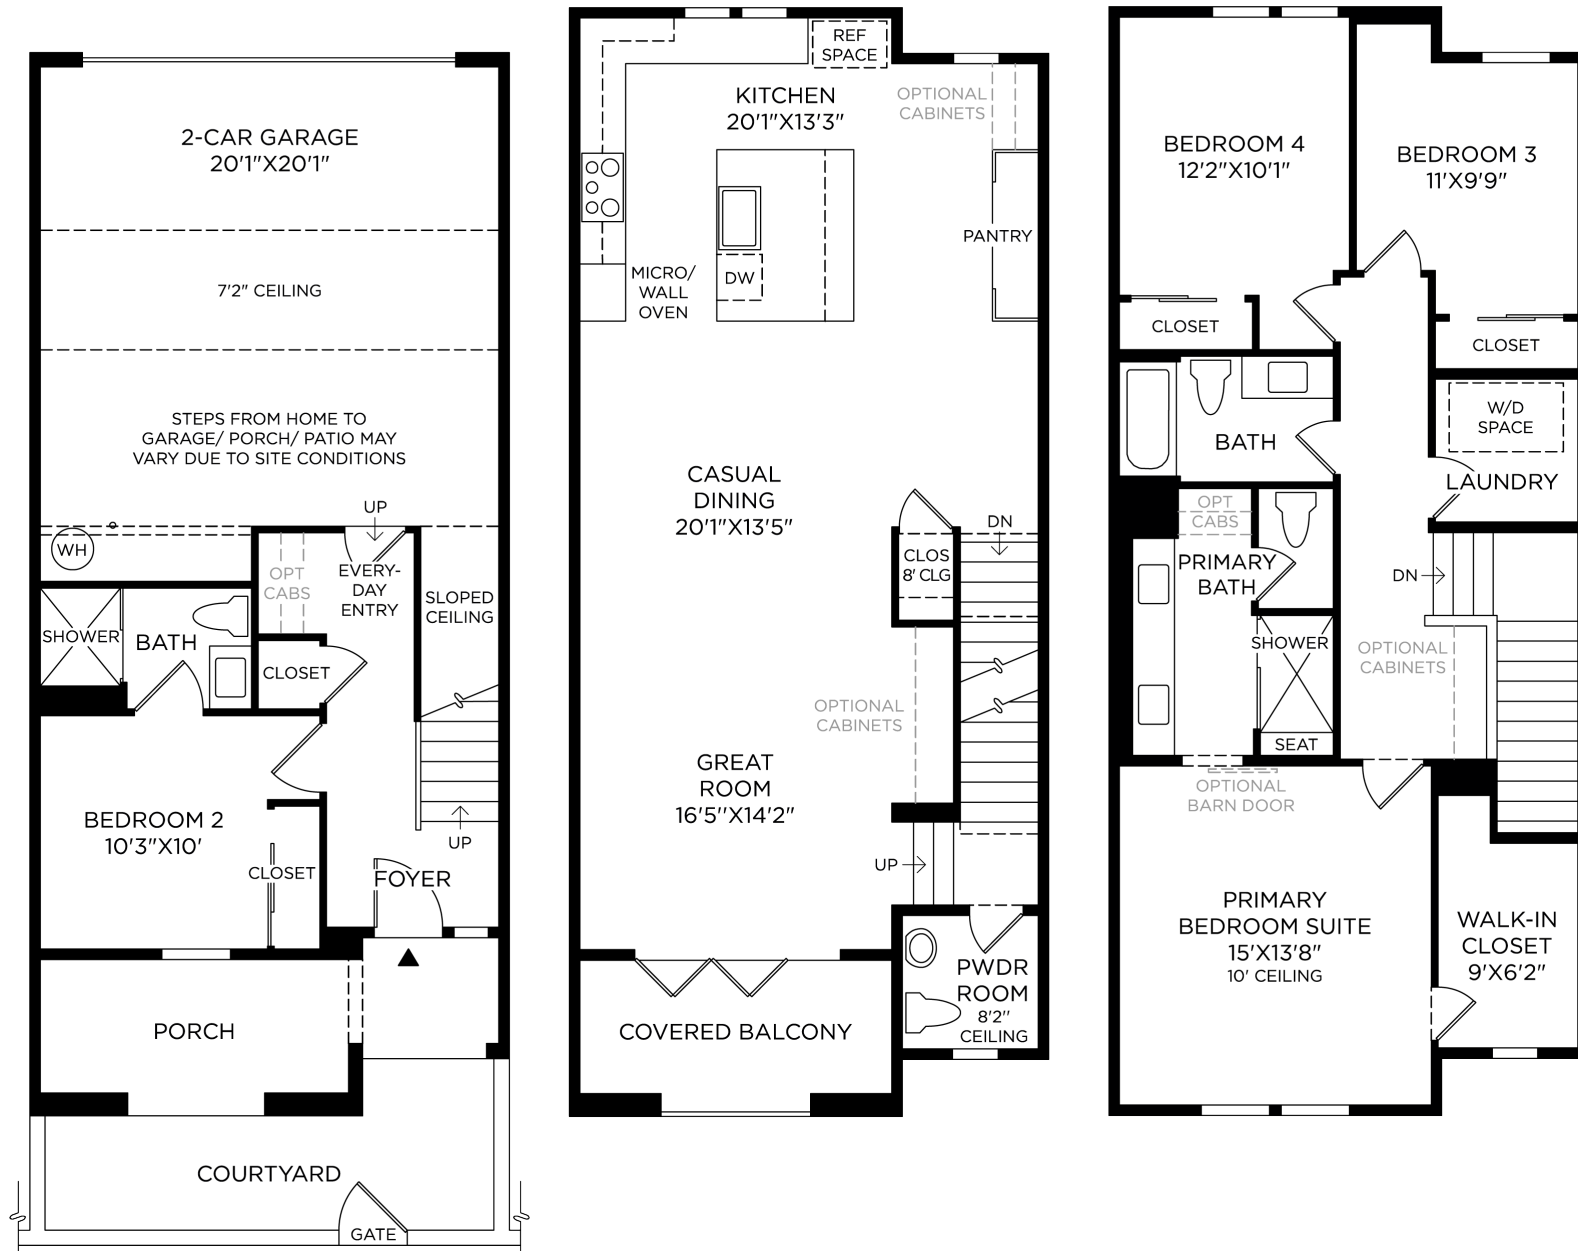 2-CAR GARAGE
20'1"X20'1"
7'2" CEILING
STEPS FROM HOME TO
GARAGE/ PORCH/ PATIO MAY
VARY DUE TO SITE CONDITIONS
UP
WH
OPT
CABS
EVERY-
DAY
ENTRY
SLOPED
CEILING
SHOWER
BATH
CLOSET
BEDROOM 2
10'3"X10'
CLOSET
UP
FOYER
PORCH
COURTYARD
GATE
REF
SPACE
KITCHEN
20'1"X13'3"
OPTIONAL
CABINETS
PANTRY
MICRO/
WALL
OVEN
DW
CASUAL
DINING
20'1"X13'5"
DN
CLOS
8' CLG
OPTIONAL
CABINETS
GREAT
ROOM
16'5"X14'2"
UP
PWDR
ROOM
8'2"
CEILING
COVERED BALCONY
BEDROOM 4
12'2"X10'1"
BEDROOM 3
11'X9'9"
CLOSET
CLOSET
W/D
SPACE
BATH
LAUNDRY
OPT
CABS
PRIMARY
BATH
DN
SHOWER
OPTIONAL
CABINETS
SEAT
OPTIONAL
BARN DOOR
PRIMARY
BEDROOM SUITE
15'X13'8"
10' CEILING
WALK-IN
CLOSET
9'X6'2"